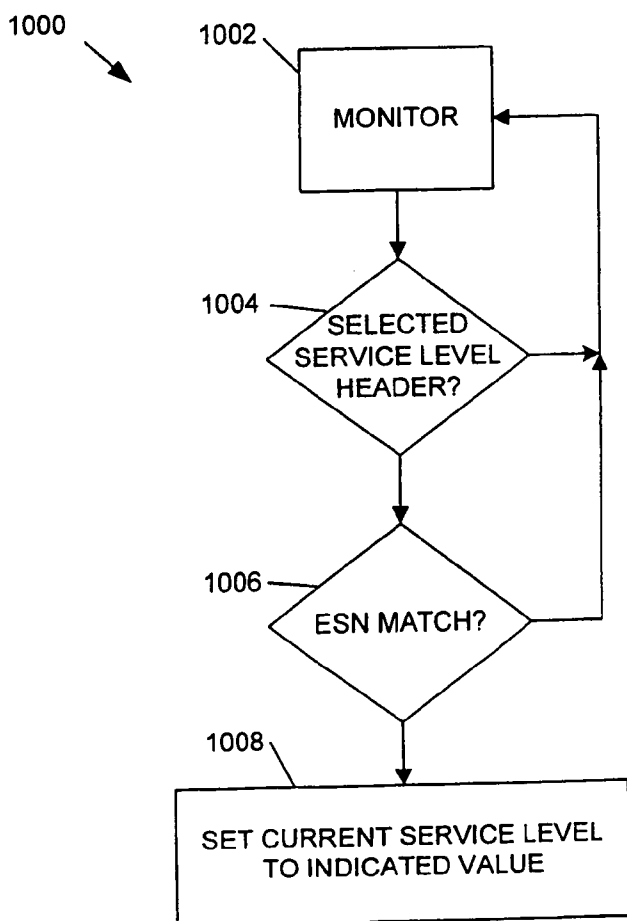 1000
1002
MONITOR
1004
SELECTED
SERVICE LEVEL
HEADER?
1006
ESN MATCH?
1008
SET CURRENT SERVICE LEVEL
TO INDICATED VALUE